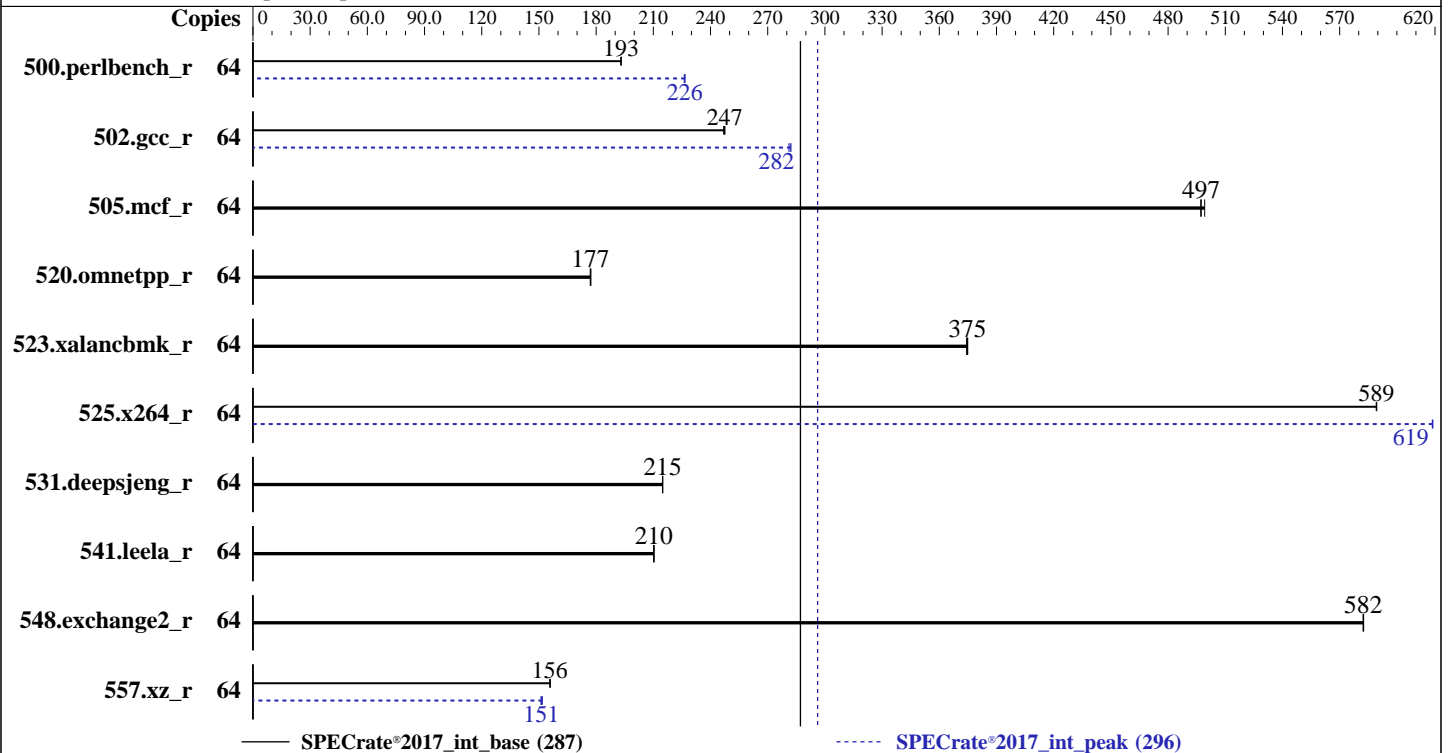 Copies 0 30.0 60.0 90.0 120 150 180 210 240 270 300 330 360 390 420 450 480 510 540 570 620
193
500.perlbench_r 64
226
247
502.gcc_r 64
282
497
505.mcf_r 64
177
520.omnetpp_r 64
375
523.xalancbmk_r 64
589
525.x264_r 64
619
215
531.deepsjeng_r 64
210
541.leela_r 64
582
548.exchange2_r 64
156
557.xz_r 64
151
SPECrate®2017_int_base (287) SPECrate®2017_int_peak (296)